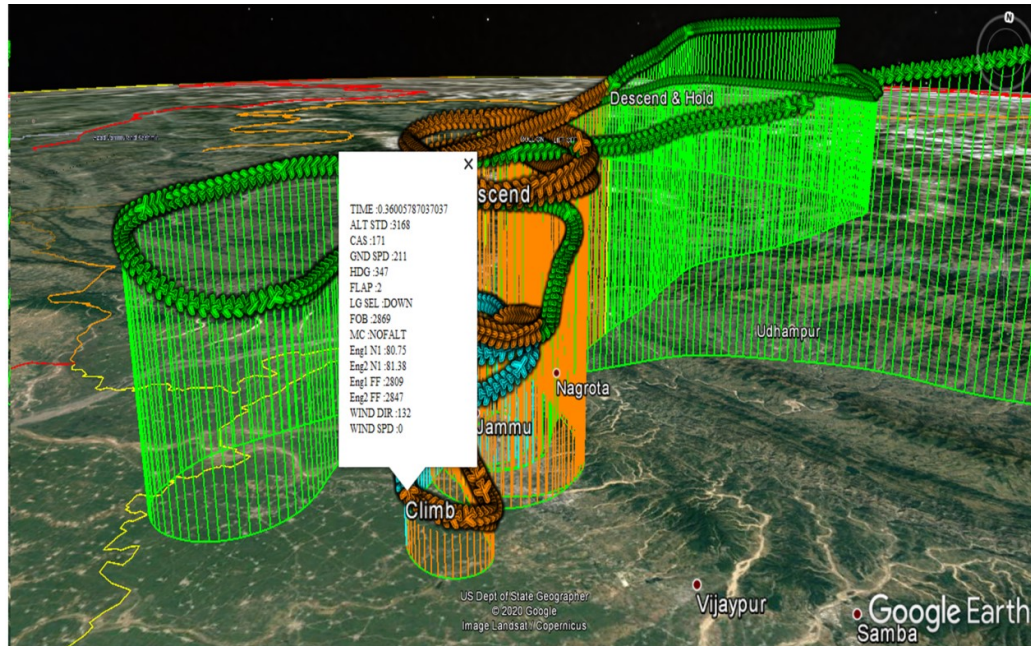 N
Descend & Hold
scend
×
TIME :0.36005787037037
ALT STD :3168
CAS :171
GND SPD :211
HDG :347
FLAP :2
LG SEL :DOWN
FOB :2869
MC :NOFALT
Eng1 N1 :80.75
Eng2 N1 :81.38
Eng1 FF :2809
Eng2 FF :2847
WIND DIR :132
WIND SPD :0
Udhampur
Nagrota
Jammu
Climb
US Dept of State Geographer
© 2020 Google
Image Landsat / Copernicus
Vijaypur
Google Earth
Samba